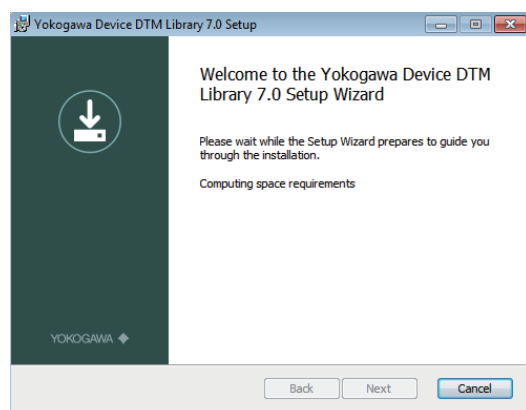 Yokogawa Device DTM Library 7.0 Setup
Welcome to the Yokogawa Device DTM
Library 7.0 Setup Wizard
Please wait while the Setup Wizard prepares to guide you
through the installation.
Computing space requirements
YOKOGAWA
Back
Next
Cancel